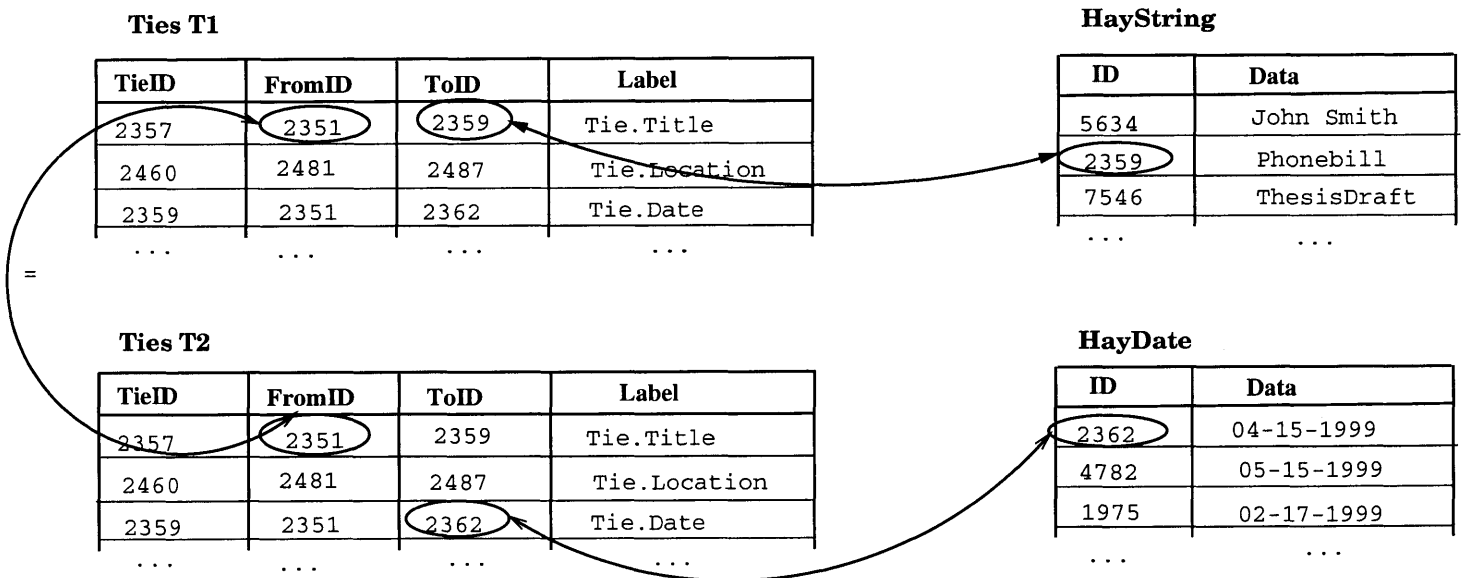 Ties T1
TieID FromID ToID Label
2357 2351 2359 Tie.Title
2460 2481 2487 Tie.Location
2359 2351 2362 Tie.Date
... ... ... ...
HayString
ID Data
5634 John Smith
2359 Phonebill
7546 ThesisDraft
... ...
=
Ties T2
TieID FromID ToID Label
2357 2351 2359 Tie.Title
2460 2481 2487 Tie.Location
2359 2351 2362 Tie.Date
... ... ... ...
HayDate
ID Data
2362 04-15-1999
4782 05-15-1999
1975 02-17-1999
... ...